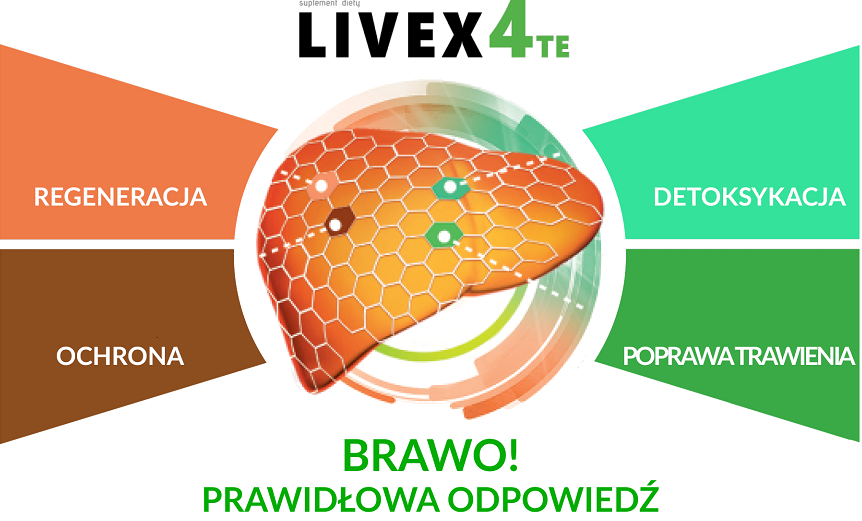 suplement diety
LIVEX4TE
REGENERACJA
DETOKSYKACJA
OCHRONA
POPRAWA TRAWIENIA
BRAWO!
PRAWIDŁOWA ODPOWIEDŹ